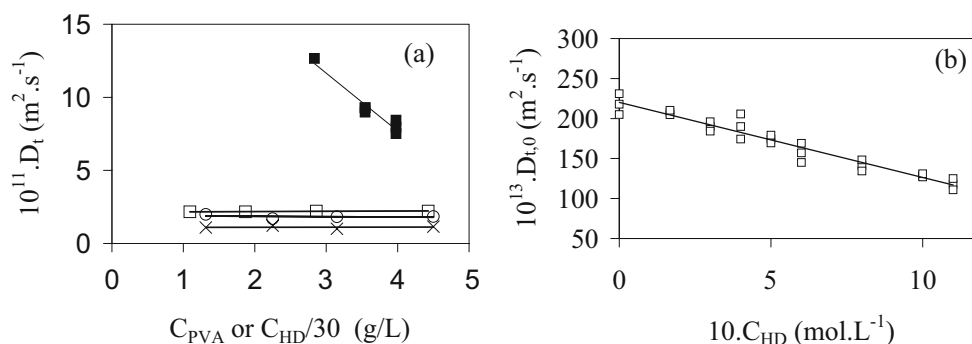 15
10
5
0
0 1 2 3 4 5
10¹¹.Dₜ (m².s⁻¹)
C_PVA or C_HD/30 (g/L)
(a)
300
250
200
150
100
50
0 5 10
10¹³.Dₜ,₀ (m².s⁻¹)
10.C_HD (mol.L⁻¹)
(b)